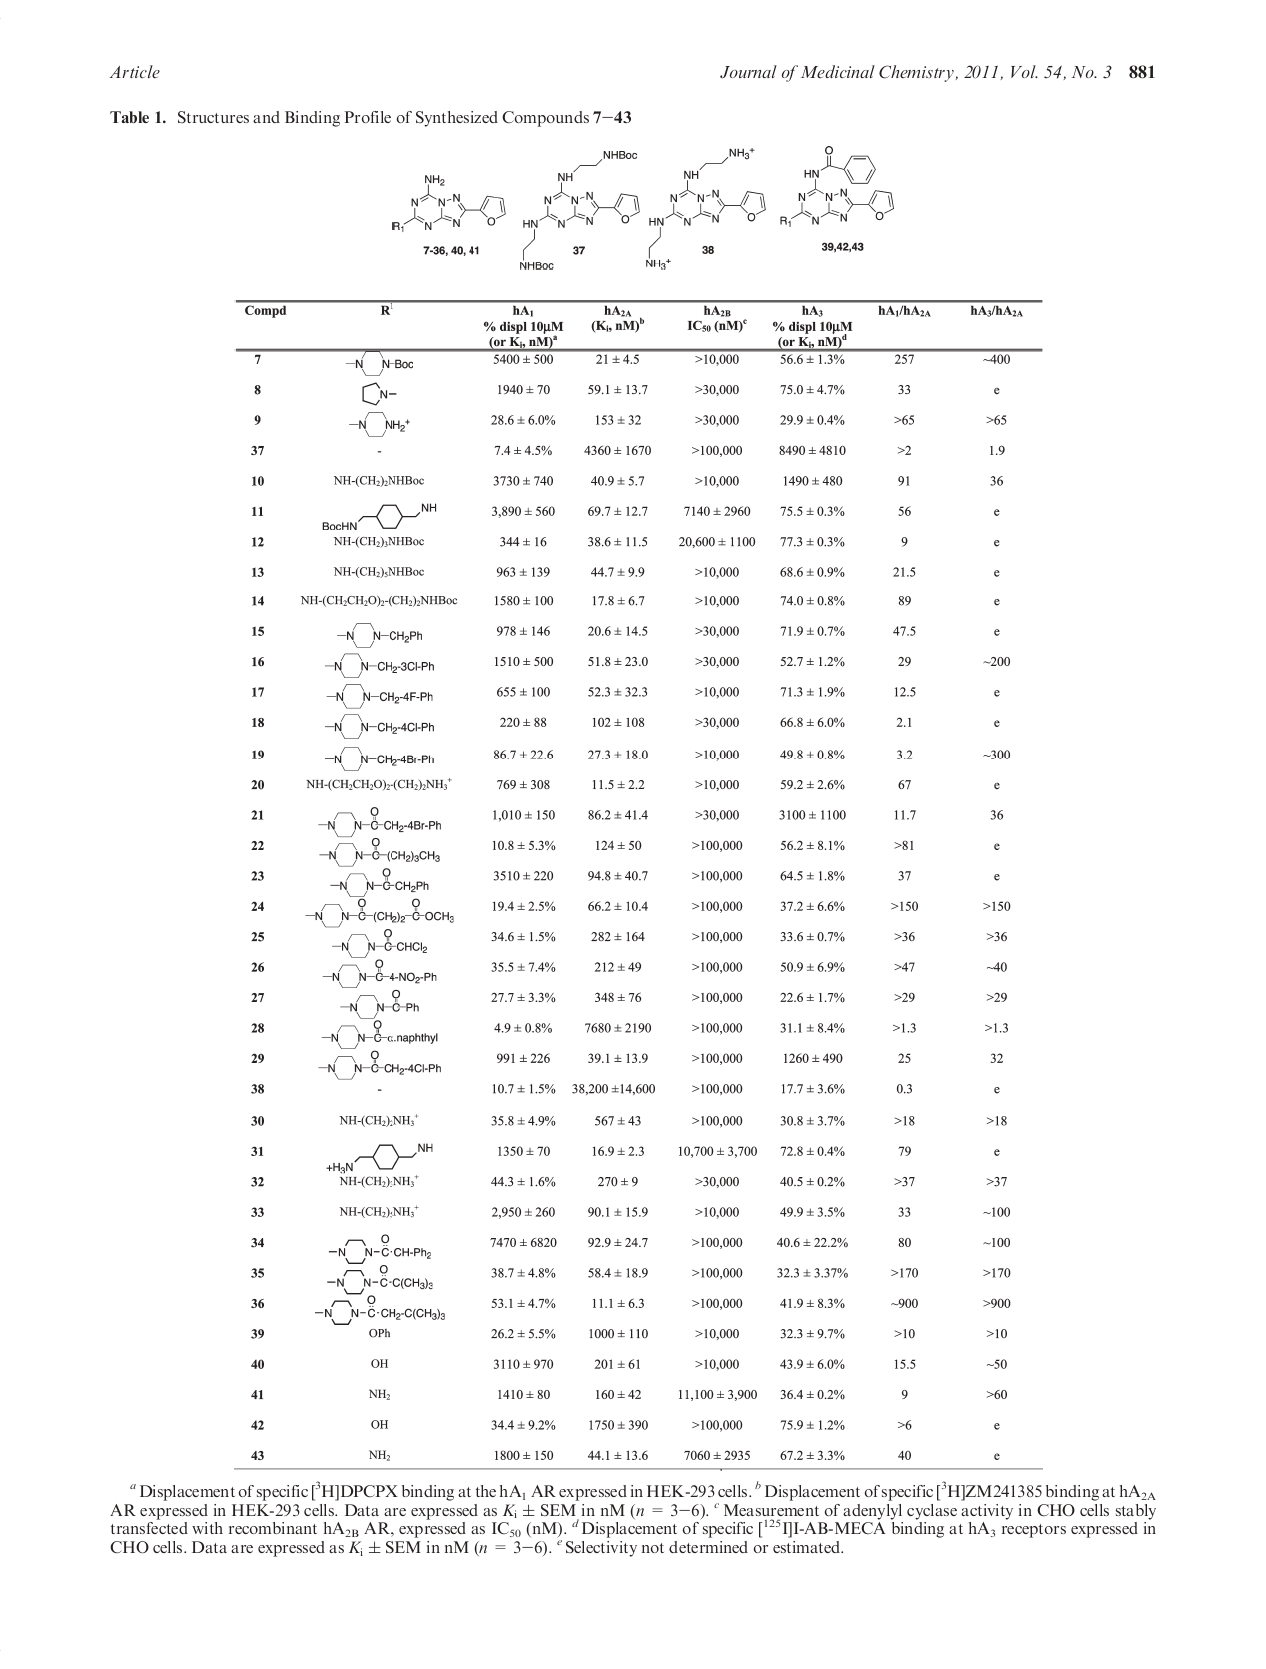 Article Journal of Medicinal Chemistry, 2011, Vol. 54, No. 3 881
Table 1. Structures and Binding Profile of Synthesized Compounds 7−43
NH2 N N N N N O R1 7-36, 40, 41
NHBoc NH N N N N N O HN NHBoc 37
NH3+ NH N N N N N O HN NH3+ 38
O HN N N N N N O R1 39,42,43
Compd R1 hA1 hA2A hA2B hA3 hA1/hA2A hA3/hA2A
% displ 10µM (Ki, nM)b IC50 (nM)c % displ 10µM
(or Ki, nM)a (or Ki, nM)d
7 −N N−Boc 5400 ± 500 21 ± 4.5 >10,000 56.6 ± 1.3% 257 ~400
8 N− 1940 ± 70 59.1 ± 13.7 >30,000 75.0 ± 4.7% 33 e
9 −N NH2+ 28.6 ± 6.0% 153 ± 32 >30,000 29.9 ± 0.4% >65 >65
37 - 7.4 ± 4.5% 4360 ± 1670 >100,000 8490 ± 4810 >2 1.9
10 NH-(CH2)2NHBoc 3730 ± 740 40.9 ± 5.7 >10,000 1490 ± 480 91 36
11 BocHN NH 3,890 ± 560 69.7 ± 12.7 7140 ± 2960 75.5 ± 0.3% 56 e
12 NH-(CH2)3NHBoc 344 ± 16 38.6 ± 11.5 20,600 ± 1100 77.3 ± 0.3% 9 e
13 NH-(CH2)5NHBoc 963 ± 139 44.7 ± 9.9 >10,000 68.6 ± 0.9% 21.5 e
14 NH-(CH2CH2O)2-(CH2)2NHBoc 1580 ± 100 17.8 ± 6.7 >10,000 74.0 ± 0.8% 89 e
15 −N N−CH2Ph 978 ± 146 20.6 ± 14.5 >30,000 71.9 ± 0.7% 47.5 e
16 −N N−CH2-3Cl-Ph 1510 ± 500 51.8 ± 23.0 >30,000 52.7 ± 1.2% 29 ~200
17 −N N−CH2-4F-Ph 655 ± 100 52.3 ± 32.3 >10,000 71.3 ± 1.9% 12.5 e
18 −N N−CH2-4Cl-Ph 220 ± 88 102 ± 108 >30,000 66.8 ± 6.0% 2.1 e
19 −N N−CH2-4Br-Ph 86.7 ± 22.6 27.3 ± 18.0 >10,000 49.8 ± 0.8% 3.2 ~300
20 NH-(CH2CH2O)2-(CH2)2NH3+ 769 ± 308 11.5 ± 2.2 >10,000 59.2 ± 2.6% 67 e
21 −N N−C(O)-CH2-4Br-Ph 1,010 ± 150 86.2 ± 41.4 >30,000 3100 ± 1100 11.7 36
22 −N N−C(O)-(CH2)3CH3 10.8 ± 5.3% 124 ± 50 >100,000 56.2 ± 8.1% >81 e
23 −N N−C(O)-CH2Ph 3510 ± 220 94.8 ± 40.7 >100,000 64.5 ± 1.8% 37 e
24 −N N−C(O)-(CH2)2-C(O)-OCH3 19.4 ± 2.5% 66.2 ± 10.4 >100,000 37.2 ± 6.6% >150 >150
25 −N N−C(O)-CHCl2 34.6 ± 1.5% 282 ± 164 >100,000 33.6 ± 0.7% >36 >36
26 −N N−C(O)-4-NO2-Ph 35.5 ± 7.4% 212 ± 49 >100,000 50.9 ± 6.9% >47 ~40
27 −N N−C(O)-Ph 27.7 ± 3.3% 348 ± 76 >100,000 22.6 ± 1.7% >29 >29
28 −N N−C(O)-α.naphthyl 4.9 ± 0.8% 7680 ± 2190 >100,000 31.1 ± 8.4% >1.3 >1.3
29 −N N−C(O)-CH2-4Cl-Ph 991 ± 226 39.1 ± 13.9 >100,000 1260 ± 490 25 32
38 - 10.7 ± 1.5% 38,200 ±14,600 >100,000 17.7 ± 3.6% 0.3 e
30 NH-(CH2)2NH3+ 35.8 ± 4.9% 567 ± 43 >100,000 30.8 ± 3.7% >18 >18
31 +H3N NH 1350 ± 70 16.9 ± 2.3 10,700 ± 3,700 72.8 ± 0.4% 79 e
32 NH-(CH2) NH3+ 44.3 ± 1.6% 270 ± 9 >30,000 40.5 ± 0.2% >37 >37
33 NH-(CH2) NH3+ 2,950 ± 260 90.1 ± 15.9 >10,000 49.9 ± 3.5% 33 ~100
34 −N N−C(O)-CH-Ph2 7470 ± 6820 92.9 ± 24.7 >100,000 40.6 ± 22.2% 80 ~100
35 −N N−C(O)-C(CH3)3 38.7 ± 4.8% 58.4 ± 18.9 >100,000 32.3 ± 3.37% >170 >170
36 −N N−C(O)-CH2-C(CH3)3 53.1 ± 4.7% 11.1 ± 6.3 >100,000 41.9 ± 8.3% ~900 >900
39 OPh 26.2 ± 5.5% 1000 ± 110 >10,000 32.3 ± 9.7% >10 >10
40 OH 3110 ± 970 201 ± 61 >10,000 43.9 ± 6.0% 15.5 ~50
41 NH2 1410 ± 80 160 ± 42 11,100 ± 3,900 36.4 ± 0.2% 9 >60
42 OH 34.4 ± 9.2% 1750 ± 390 >100,000 75.9 ± 1.2% >6 e
43 NH2 1800 ± 150 44.1 ± 13.6 7060 ± 2935 67.2 ± 3.3% 40 e
a Displacement of specific [3H]DPCPX binding at the hA1 AR expressed in HEK-293 cells. b Displacement of specific [3H]ZM241385 binding at hA2A
AR expressed in HEK-293 cells. Data are expressed as Ki ± SEM in nM (n = 3−6). c Measurement of adenylyl cyclase activity in CHO cells stably
transfected with recombinant hA2B AR, expressed as IC50 (nM). d Displacement of specific [125I]I-AB-MECA binding at hA3 receptors expressed in
CHO cells. Data are expressed as Ki ± SEM in nM (n = 3−6). e Selectivity not determined or estimated.